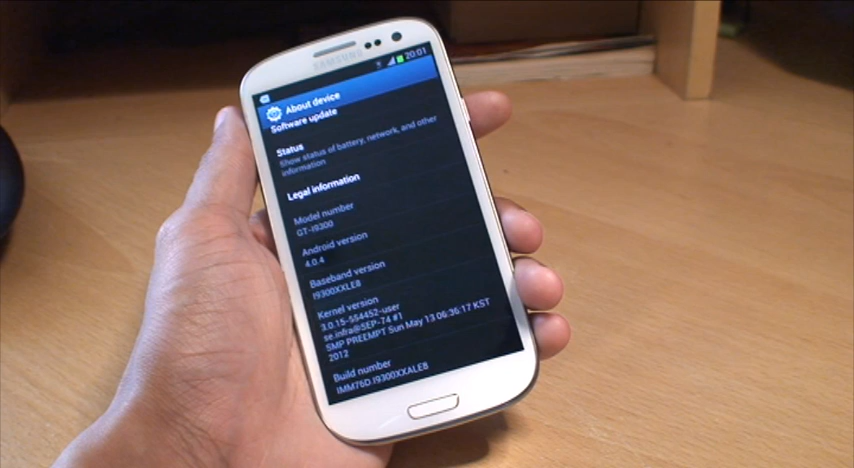 SAMSUNG
20:01
About device
Software update
Status
Show status of battery, network, and other
information
Legal information
Model number
GT-I9300
Android version
4.0.4
Baseband version
I9300XXLE8
Kernel version
3.0.15-554452-user
se.infra@SEP-74 #1
SMP PREEMPT Sun May 13 06:36:17 KST
2012
Build number
IMM76D.I9300XXALE8